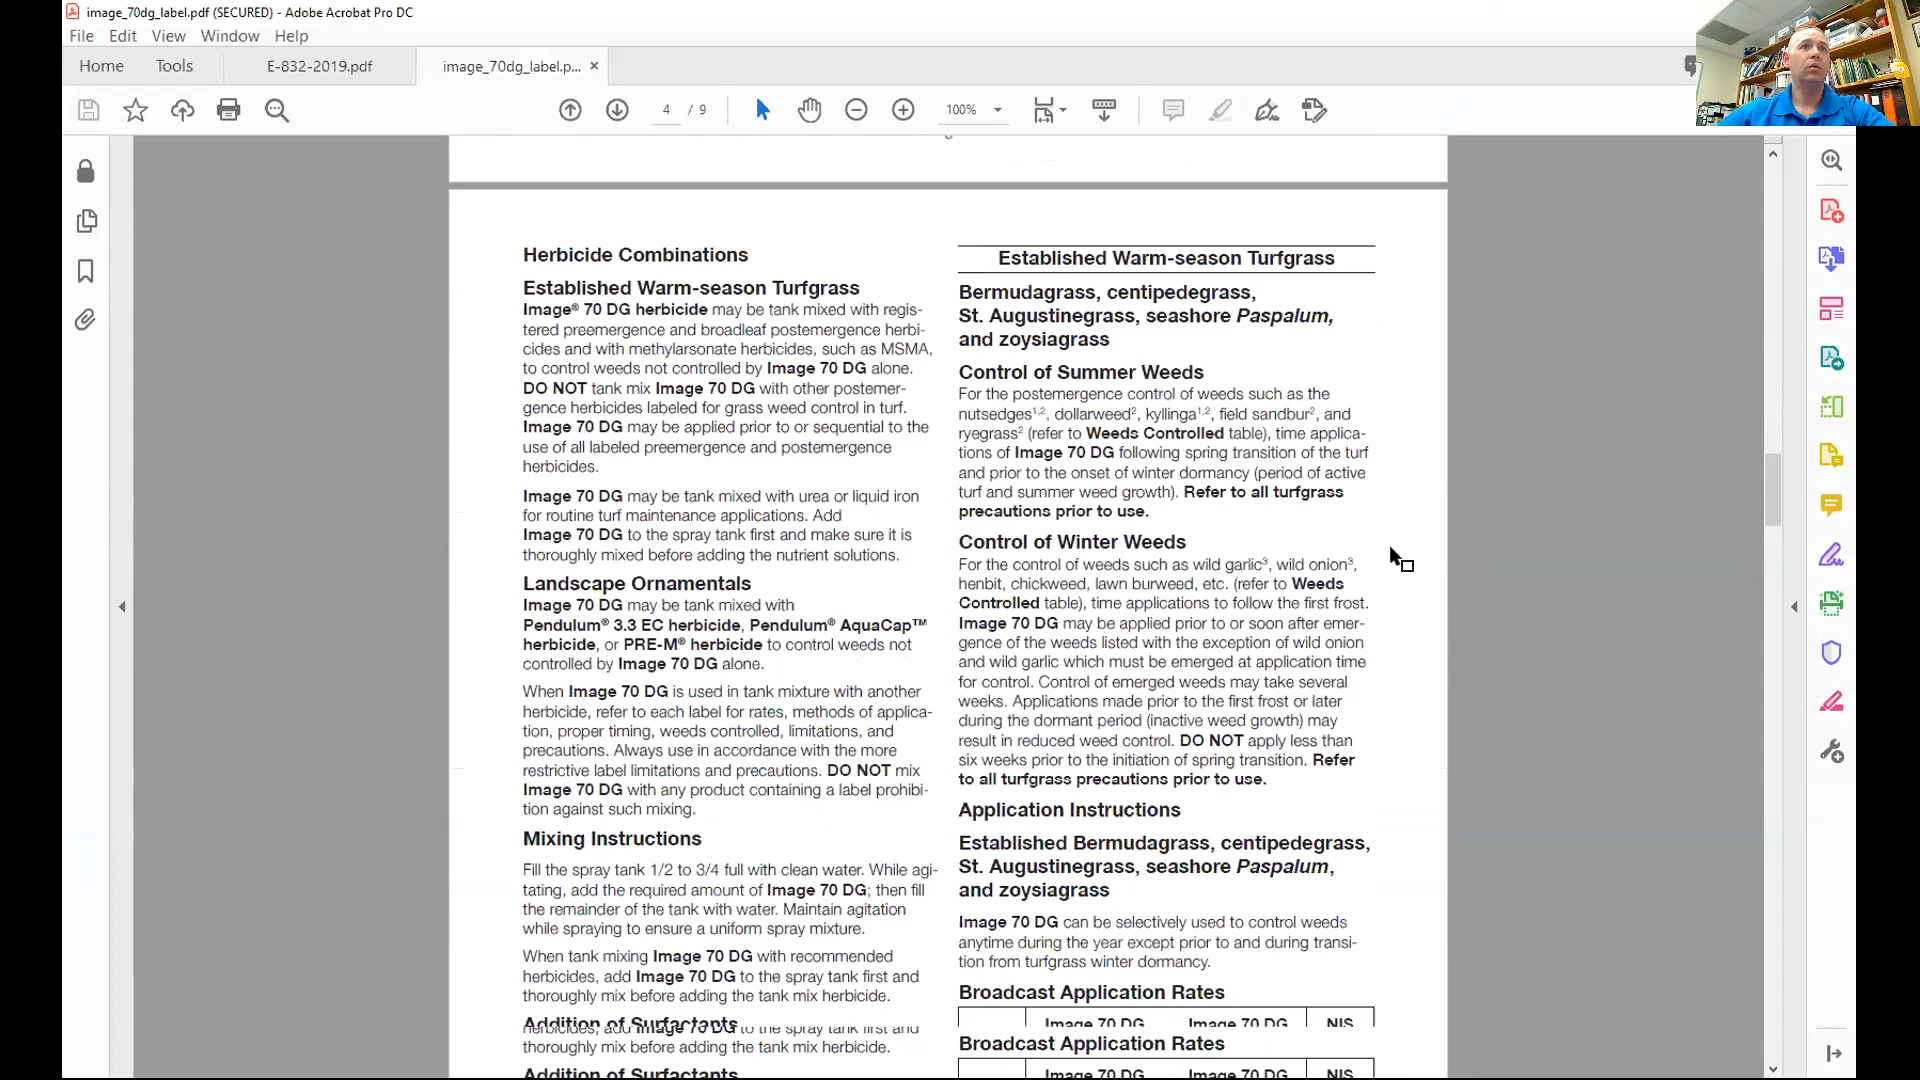 image_70dg_label.pdf (SECURED) - Adobe Acrobat Pro DC
File Edit View Window Help
Home Tools E-832-2019.pdf image_70dg_label.p... ×
4 / 9 100%
Herbicide Combinations
Established Warm-season Turfgrass
Image® 70 DG herbicide may be tank mixed with regis-
tered preemergence and broadleaf postemergence herbi-
cides and with methylarsonate herbicides, such as MSMA,
to control weeds not controlled by Image 70 DG alone.
DO NOT tank mix Image 70 DG with other postemer-
gence herbicides labeled for grass weed control in turf.
Image 70 DG may be applied prior to or sequential to the
use of all labeled preemergence and postemergence
herbicides.
Image 70 DG may be tank mixed with urea or liquid iron
for routine turf maintenance applications. Add
Image 70 DG to the spray tank first and make sure it is
thoroughly mixed before adding the nutrient solutions.
Landscape Ornamentals
Image 70 DG may be tank mixed with
Pendulum® 3.3 EC herbicide, Pendulum® AquaCap™
herbicide, or PRE-M® herbicide to control weeds not
controlled by Image 70 DG alone.
When Image 70 DG is used in tank mixture with another
herbicide, refer to each label for rates, methods of applica-
tion, proper timing, weeds controlled, limitations, and
precautions. Always use in accordance with the more
restrictive label limitations and precautions. DO NOT mix
Image 70 DG with any product containing a label prohibi-
tion against such mixing.
Mixing Instructions
Fill the spray tank 1/2 to 3/4 full with clean water. While agi-
tating, add the required amount of Image 70 DG; then fill
the remainder of the tank with water. Maintain agitation
while spraying to ensure a uniform spray mixture.
When tank mixing Image 70 DG with recommended
herbicides, add Image 70 DG to the spray tank first and
thoroughly mix before adding the tank mix herbicide.
Addition of Surfactants
herbicides, add Image 70 DG to the spray tank first and
thoroughly mix before adding the tank mix herbicide.
Addition of Surfactants
Established Warm-season Turfgrass
Bermudagrass, centipedegrass,
St. Augustinegrass, seashore Paspalum,
and zoysiagrass
Control of Summer Weeds
For the postemergence control of weeds such as the
nutsedges1,2, dollarweed2, kyllinga1,2, field sandbur2, and
ryegrass2 (refer to Weeds Controlled table), time applica-
tions of Image 70 DG following spring transition of the turf
and prior to the onset of winter dormancy (period of active
turf and summer weed growth). Refer to all turfgrass
precautions prior to use.
Control of Winter Weeds
For the control of weeds such as wild garlic3, wild onion3,
henbit, chickweed, lawn burweed, etc. (refer to Weeds
Controlled table), time applications to follow the first frost.
Image 70 DG may be applied prior to or soon after emer-
gence of the weeds listed with the exception of wild onion
and wild garlic which must be emerged at application time
for control. Control of emerged weeds may take several
weeks. Applications made prior to the first frost or later
during the dormant period (inactive weed growth) may
result in reduced weed control. DO NOT apply less than
six weeks prior to the initiation of spring transition. Refer
to all turfgrass precautions prior to use.
Application Instructions
Established Bermudagrass, centipedegrass,
St. Augustinegrass, seashore Paspalum,
and zoysiagrass
Image 70 DG can be selectively used to control weeds
anytime during the year except prior to and during transi-
tion from turfgrass winter dormancy.
Broadcast Application Rates
Image 70 DG Image 70 DG NIS
Broadcast Application Rates
Image 70 DG Image 70 DG NIS